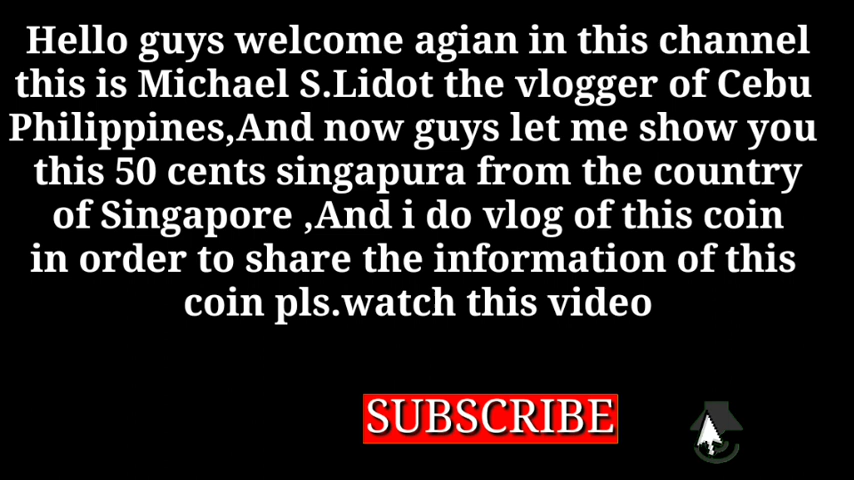 Hello guys welcome agian in this channel
this is Michael S.Lidot the vlogger of Cebu
Philippines,And now guys let me show you
this 50 cents singapura from the country
of Singapore ,And i do vlog of this coin
in order to share the information of this
coin pls.watch this video
SUBSCRIBE